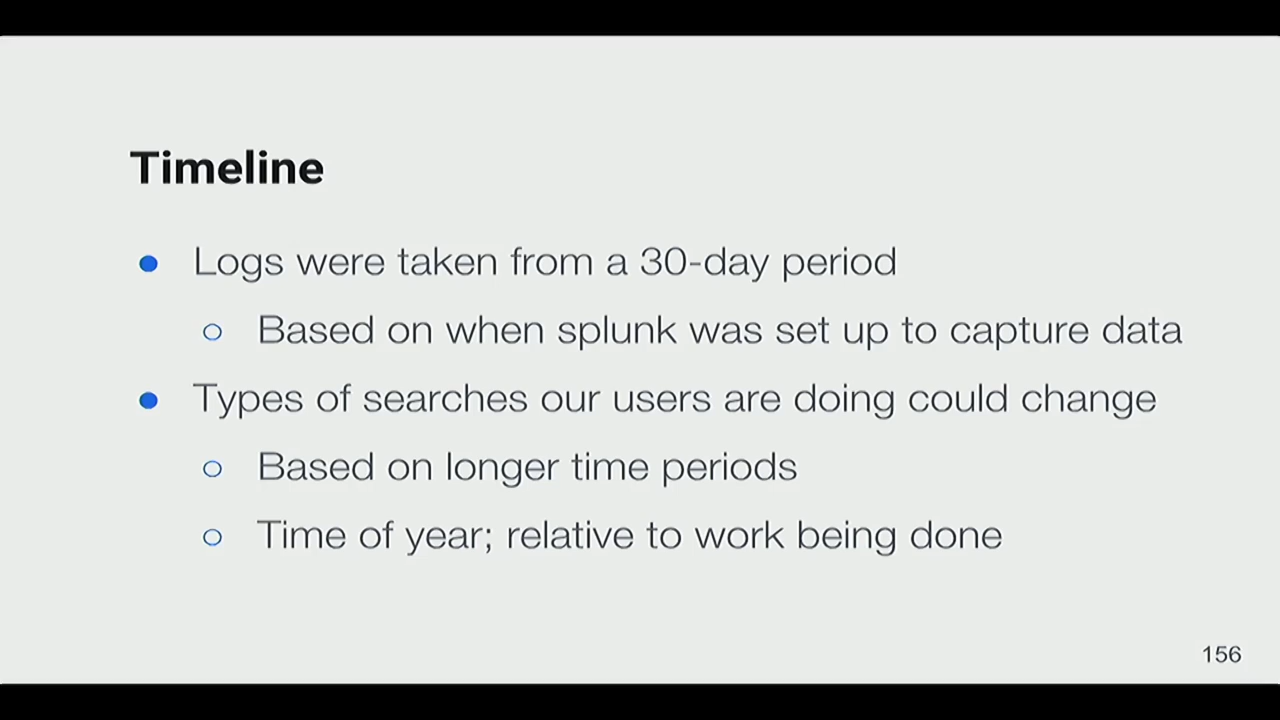 Timeline
● Logs were taken from a 30-day period
○ Based on when splunk was set up to capture data
● Types of searches our users are doing could change
○ Based on longer time periods
○ Time of year; relative to work being done
156